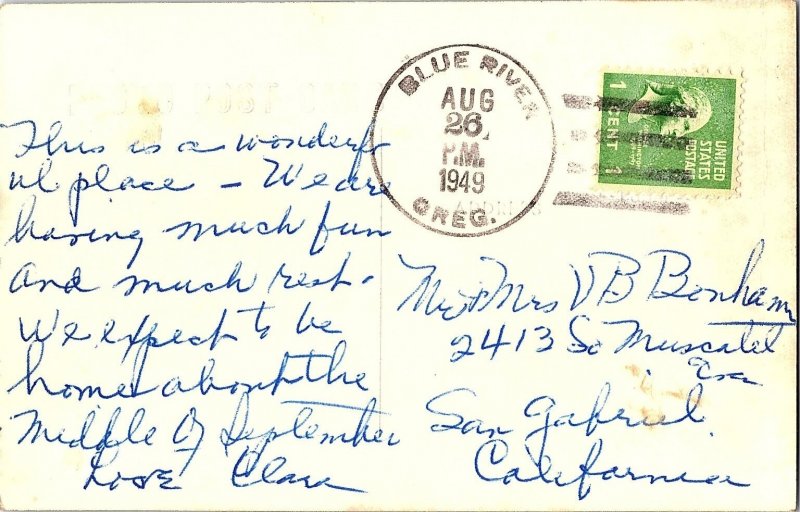 This is a wonderf
ul place - We are
having much fun
and much rest.
We expect to be
home about the
Middle of September
Love Clara
BLUE RIVER
AUG
26
P.M.
1949
OREG.
1 CENT 1
UNITED
STATES
POSTAGE
Mr & Mrs V B Bonham
2413 So Muscatel
Ave
San Gabriel
California